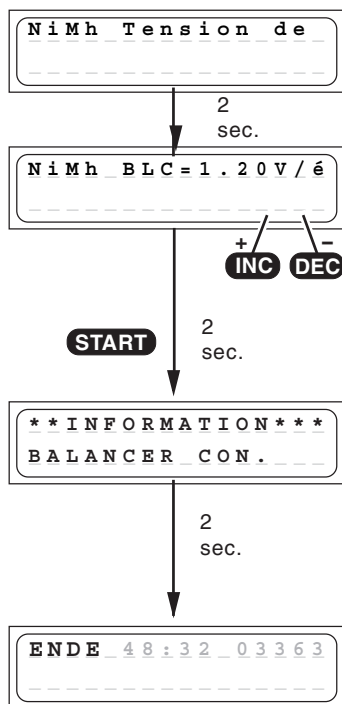 NiMh Tension de
2
sec.
NiMh BLC=1.20V/é
+ -
INC DEC
START
2
sec.
**INFORMATION***
BALANCER CON.
2
sec.
ENDE 48:32 03363